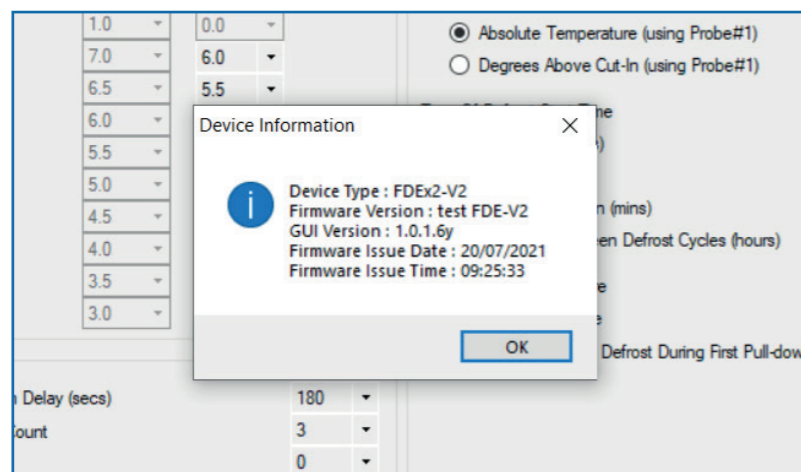 1.0 0.0
Absolute Temperature (using Probe#1)
7.0 6.0
Degrees Above Cut-In (using Probe#1)
6.5 5.5
6.0
5.5
5.0
4.5
4.0
3.5
3.0
Device Information
Device Type : FDEx2-V2
Firmware Version : test FDE-V2
GUI Version : 1.0.1.6y
Firmware Issue Date : 20/07/2021
Firmware Issue Time : 09:25:33
OK
(mins)
Defrost Cycles (hours)
Defrost During First Pull-dow
Delay (secs) 180
ount 3
0